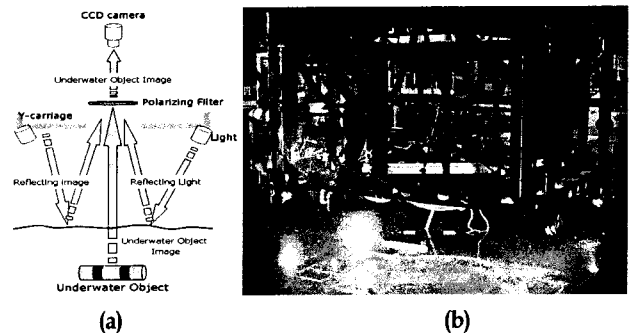 CCD camera
Underwater Object Image
Polarizing Filter
Y-carriage
Light
Reflecting Image
Reflecting Light
Underwater Object
Image
Underwater Object
(a)
(b)